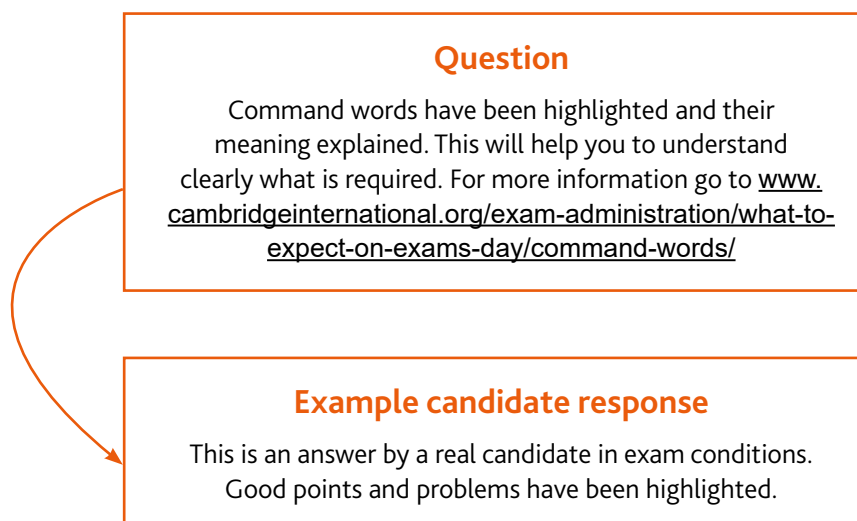 Question
Command words have been highlighted and their
meaning explained. This will help you to understand
clearly what is required. For more information go to www.
cambridgeinternational.org/exam-administration/what-to-
expect-on-exams-day/command-words/
Example candidate response
This is an answer by a real candidate in exam conditions.
Good points and problems have been highlighted.